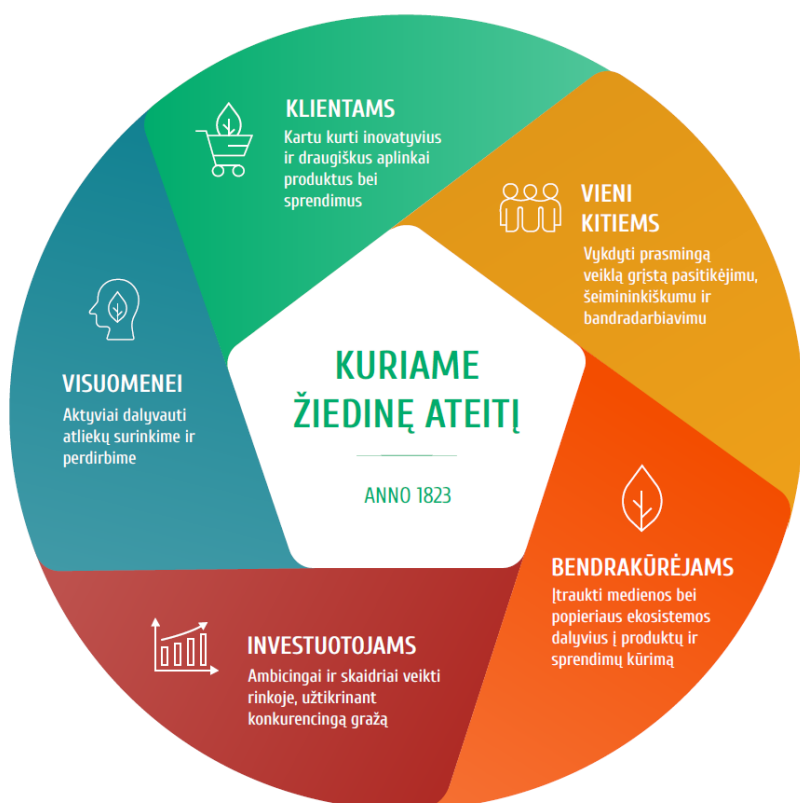 KLIENTAMS
Kartu kurti inovatyvius
ir draugiškus aplinkai
produktus bei
sprendimus
VIENI
KITIEMS
Vykdyti prasmingą
veiklą grįstą pasitikėjimu,
šeimininkiškumu ir
bandradarbiavimu
VISUOMENEI
Aktyviai dalyvauti
atliekų surinkime ir
perdirbime
KURIAME
ŽIEDINĘ ATEITĮ
ANNO 1823
BENDRAKŪRĖJAMS
Įtraukti medienos bei
popieriaus ekosistemos
dalyvius į produktų ir
sprendimų kūrimą
INVESTUOTOJAMS
Ambicingai ir skaidriai veikti
rinkoje, užtikrinant
konkurencingą gražą